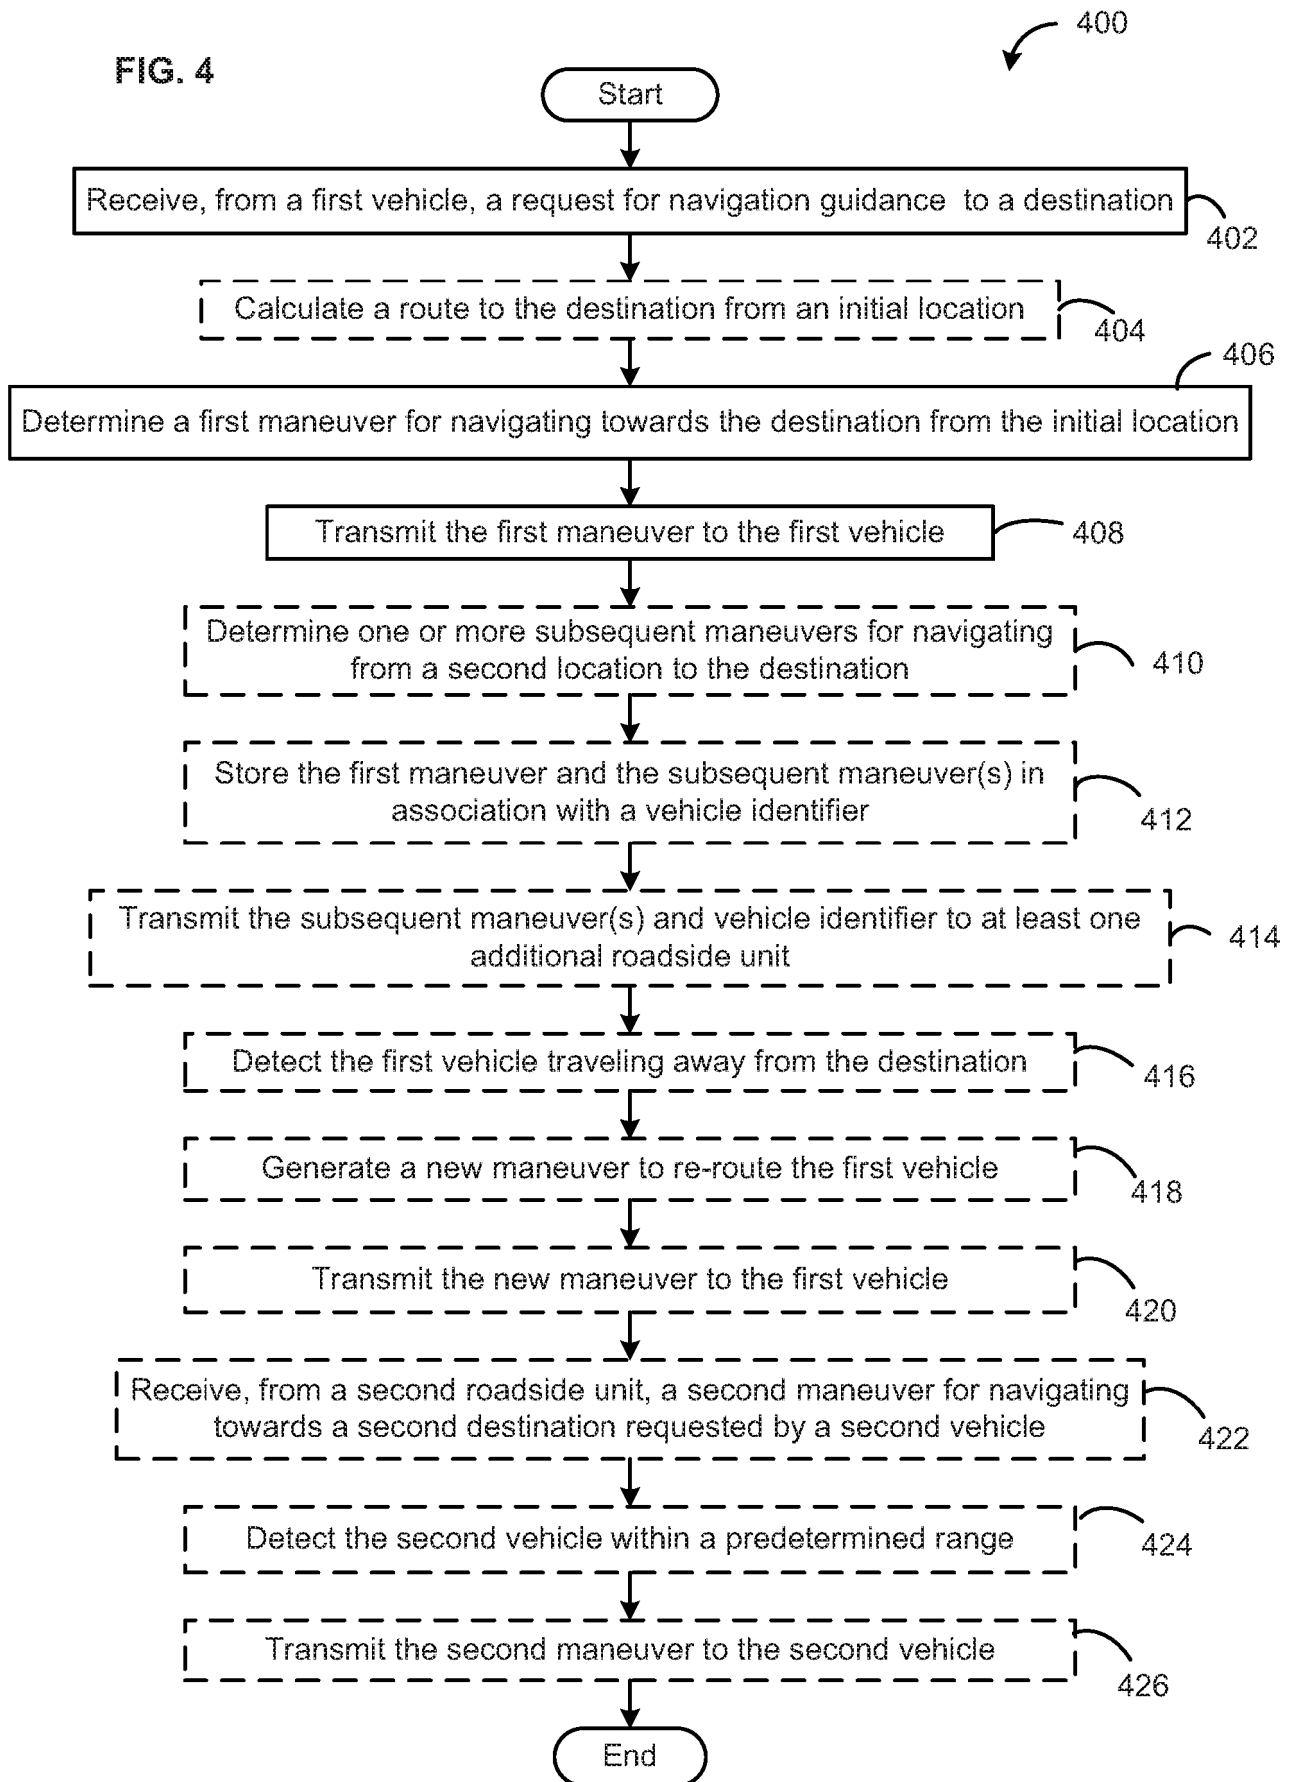 400
FIG. 4
Start
Receive, from a first vehicle, a request for navigation guidance to a destination
402
Calculate a route to the destination from an initial location
404
406
Determine a first maneuver for navigating towards the destination from the initial location
Transmit the first maneuver to the first vehicle
408
Determine one or more subsequent maneuvers for navigating
from a second location to the destination
410
Store the first maneuver and the subsequent maneuver(s) in
association with a vehicle identifier
412
Transmit the subsequent maneuver(s) and vehicle identifier to at least one
additional roadside unit
414
Detect the first vehicle traveling away from the destination
416
Generate a new maneuver to re-route the first vehicle
418
Transmit the new maneuver to the first vehicle
420
Receive, from a second roadside unit, a second maneuver for navigating
towards a second destination requested by a second vehicle
422
Detect the second vehicle within a predetermined range
424
Transmit the second maneuver to the second vehicle
426
End